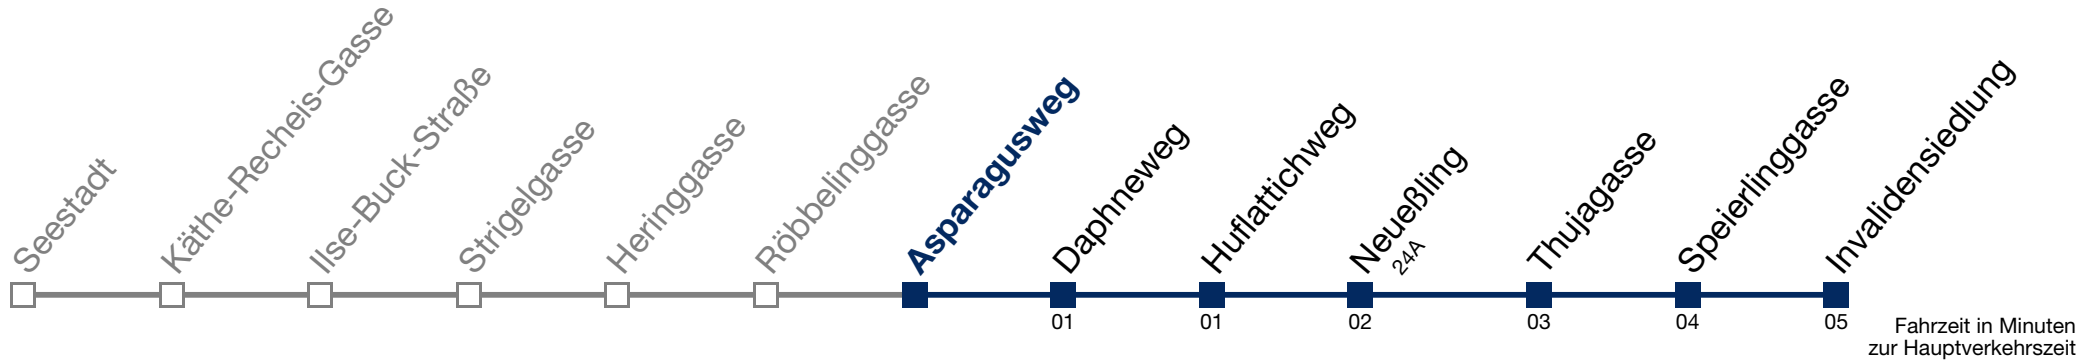 Seestadt
Käthe-Recheis-Gasse
Ilse-Buck-Straße
Strigelgasse
Heringgasse
Röbbelinggasse
Asparagusweg
Daphneweg
Huflattichweg
Neueßling
24A
Thujagasse
Speierlinggasse
Invalidensiedlung
01
01
02
03
04
05
Fahrzeit in Minuten
zur Hauptverkehrszeit